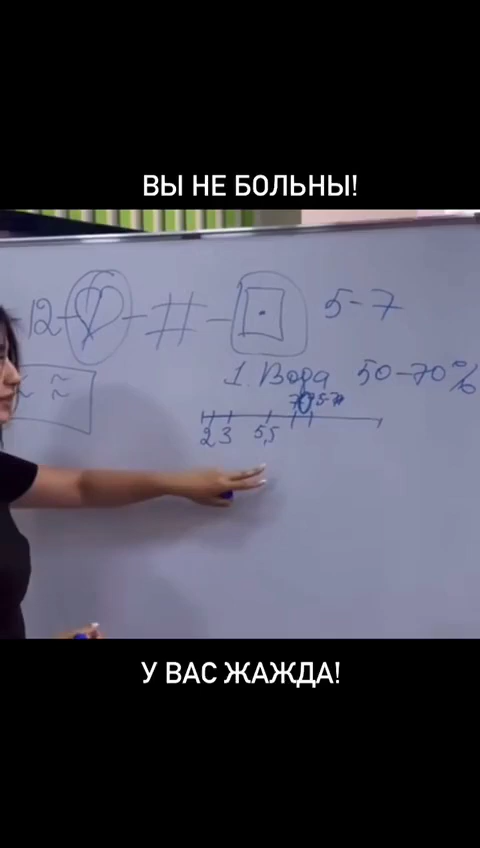 ВЫ НЕ БОЛЬНЫ!
12 - # - 5-7
1. Вода 50-70%
2 3 5,5
У ВАС ЖАЖДА!